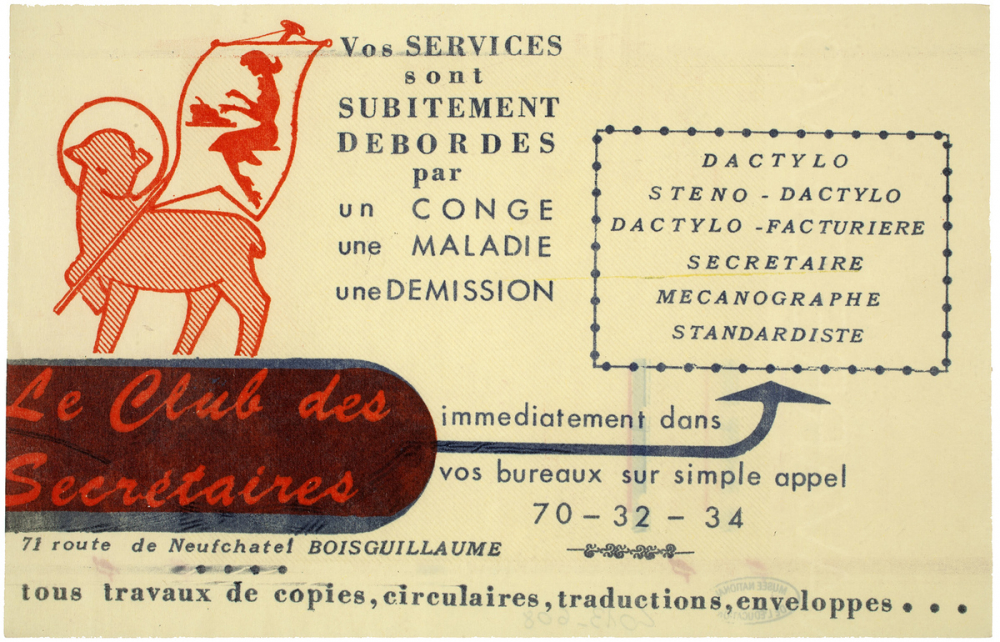 Vos SERVICES
sont
SUBITEMENT
DEBORDES
par
un CONGE
une MALADIE
une DEMISSION
DACTYLO
STENO - DACTYLO
DACTYLO - FACTURIERE
SECRETAIRE
MECANOGRAPHE
STANDARDISTE
Le Club des
Secrétaires
immediatement dans
vos bureaux sur simple appel
70 - 32 - 34
71 route de Neufchatel BOISGUILLAUME
tous travaux de copies, circulaires, traductions, enveloppes . . .